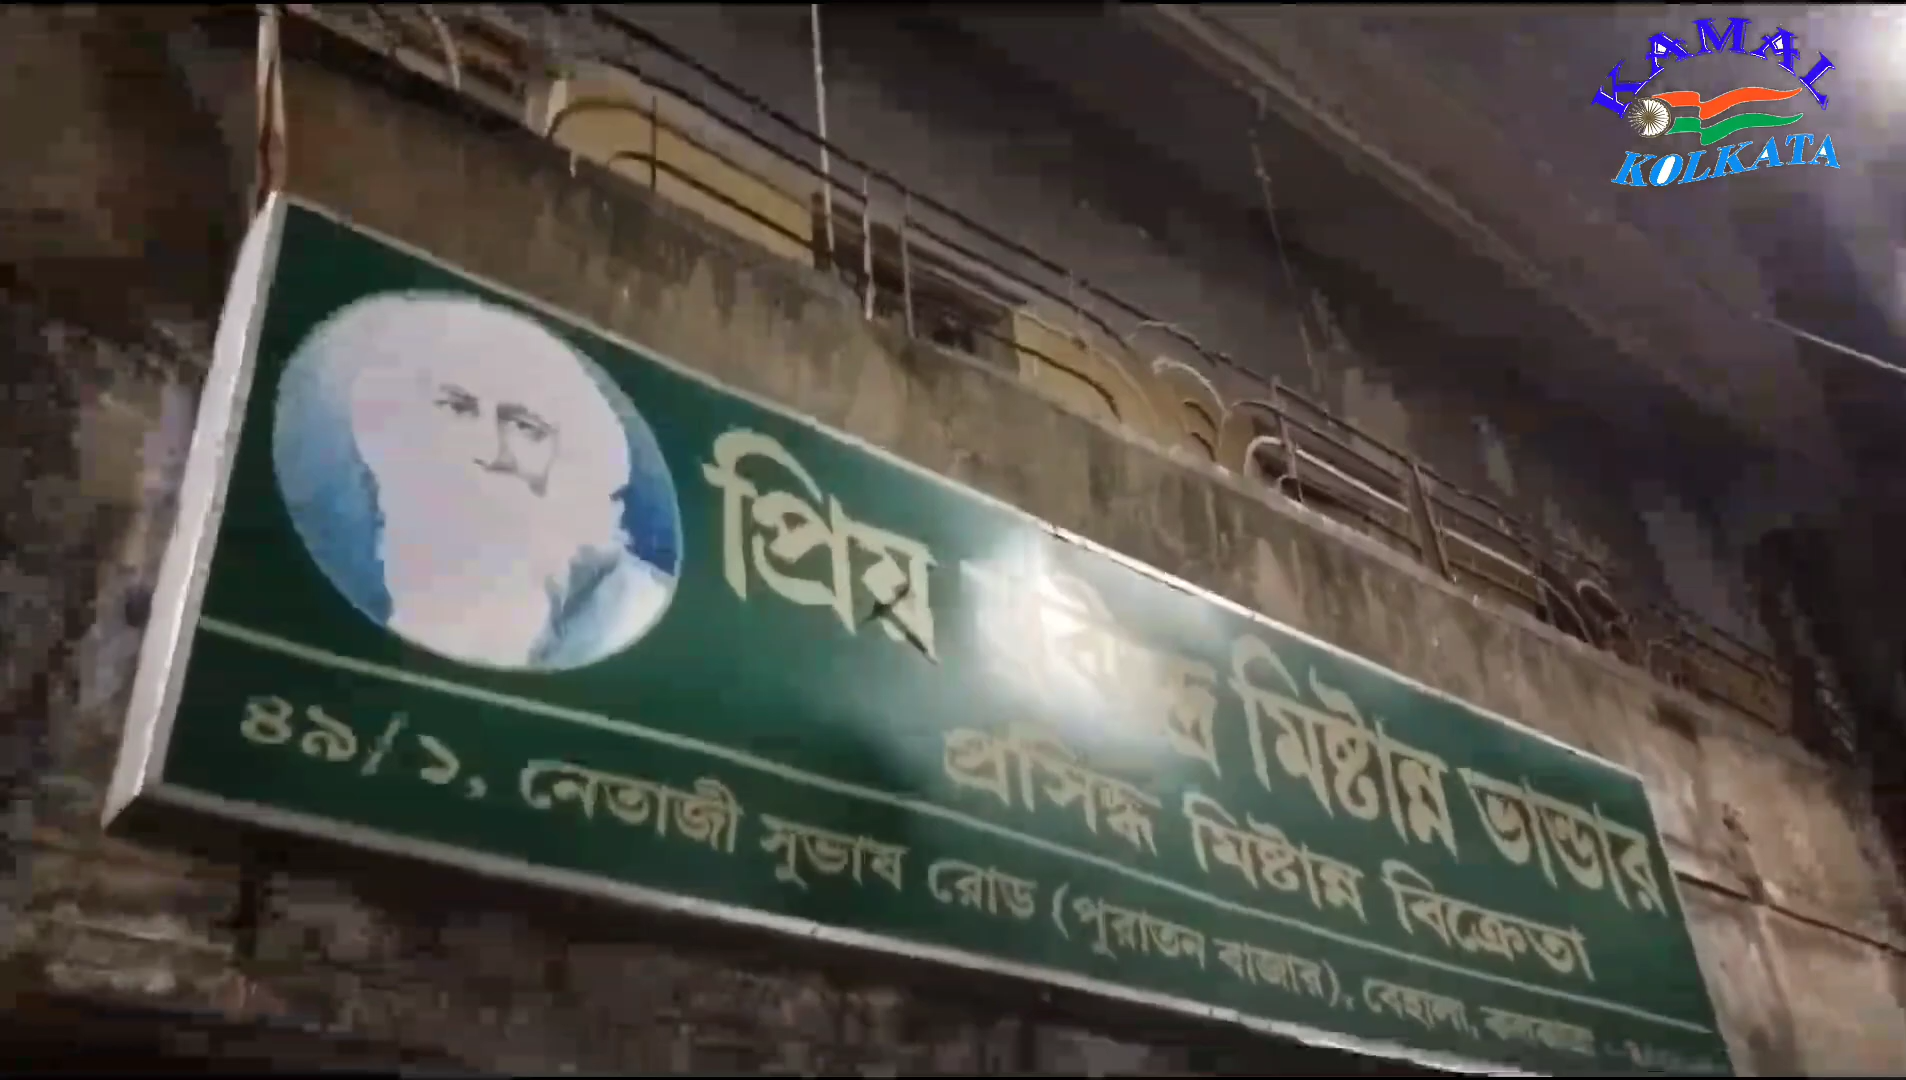 KAMAL
KOLKATA
প্রিয় মিষ্টান্ন ভান্ডার
প্রসিদ্ধ মিষ্টান্ন বিক্রেতা
৪৯/১, নেতাজী সুভাষ রোড (পুরাতন বাজার), বেহালা,